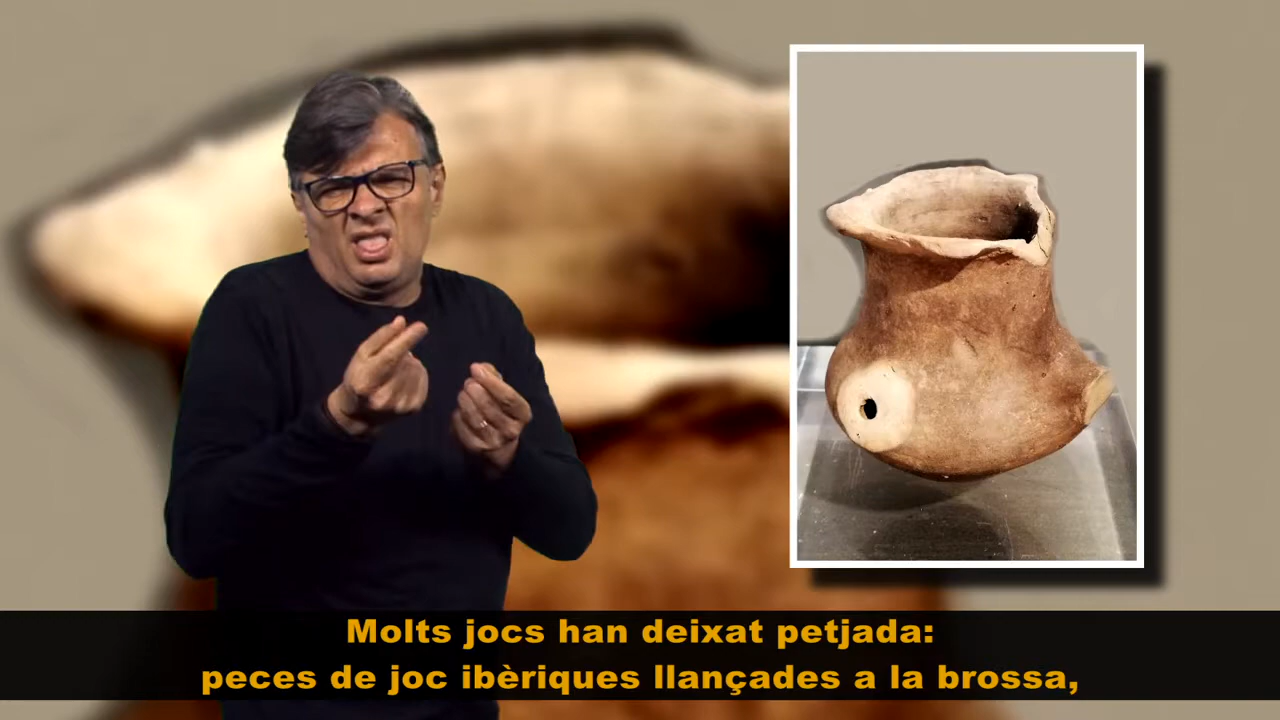 Molts jocs han deixat petjada:
peces de joc ibèriques llançades a la brossa,